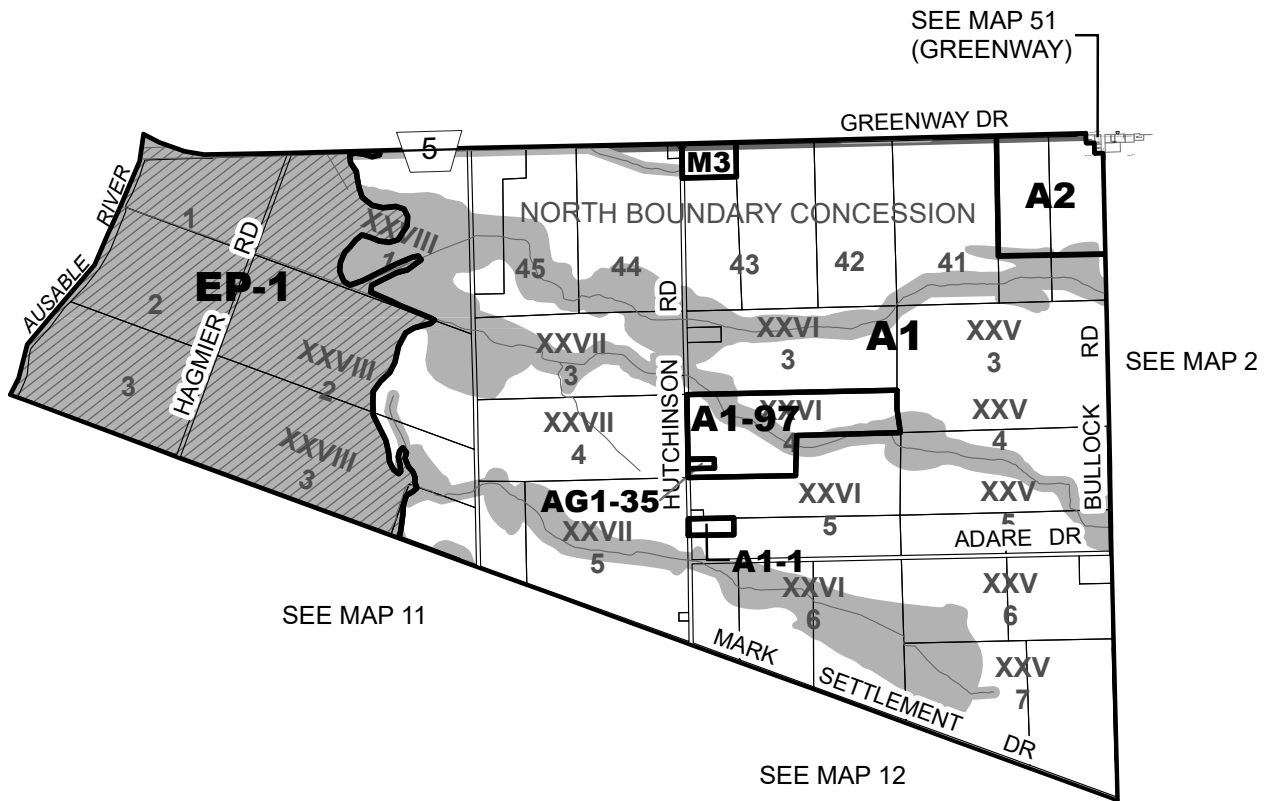 SEE MAP 51
(GREENWAY)
GREENWAY DR
5
M3
A2
RIVER
AUSABLE
1
RD
XXVIII
1
NORTH BOUNDARY CONCESSION
45
44
43
42
41
EP-1
2
RD
XXVII
3
XXVI
3
A1
XXV
3
RD
SEE MAP 2
3
HAGMIER
XXVIII
2
HUTCHINSON
A1-97
XXVI
4
XXV
4
BULLOCK
XXVIII
3
XXVII
4
AG1-35
XXVII
5
XXVI
5
XXV
5
ADARE DR
A1-1
XXVI
6
XXV
6
SEE MAP 11
MARK
SETTLEMENT
DR
XXV
7
SEE MAP 12